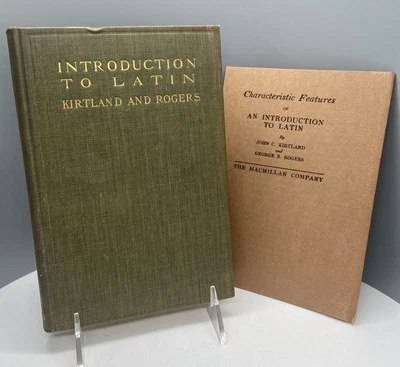 INTRODUCTION
TO LATIN
KIRTLAND AND ROGERS
Characteristic Features
OF
AN INTRODUCTION
TO LATIN
By
JOHN C. KIRTLAND
and
GEORGE B. ROGERS
THE MACMILLAN COMPANY